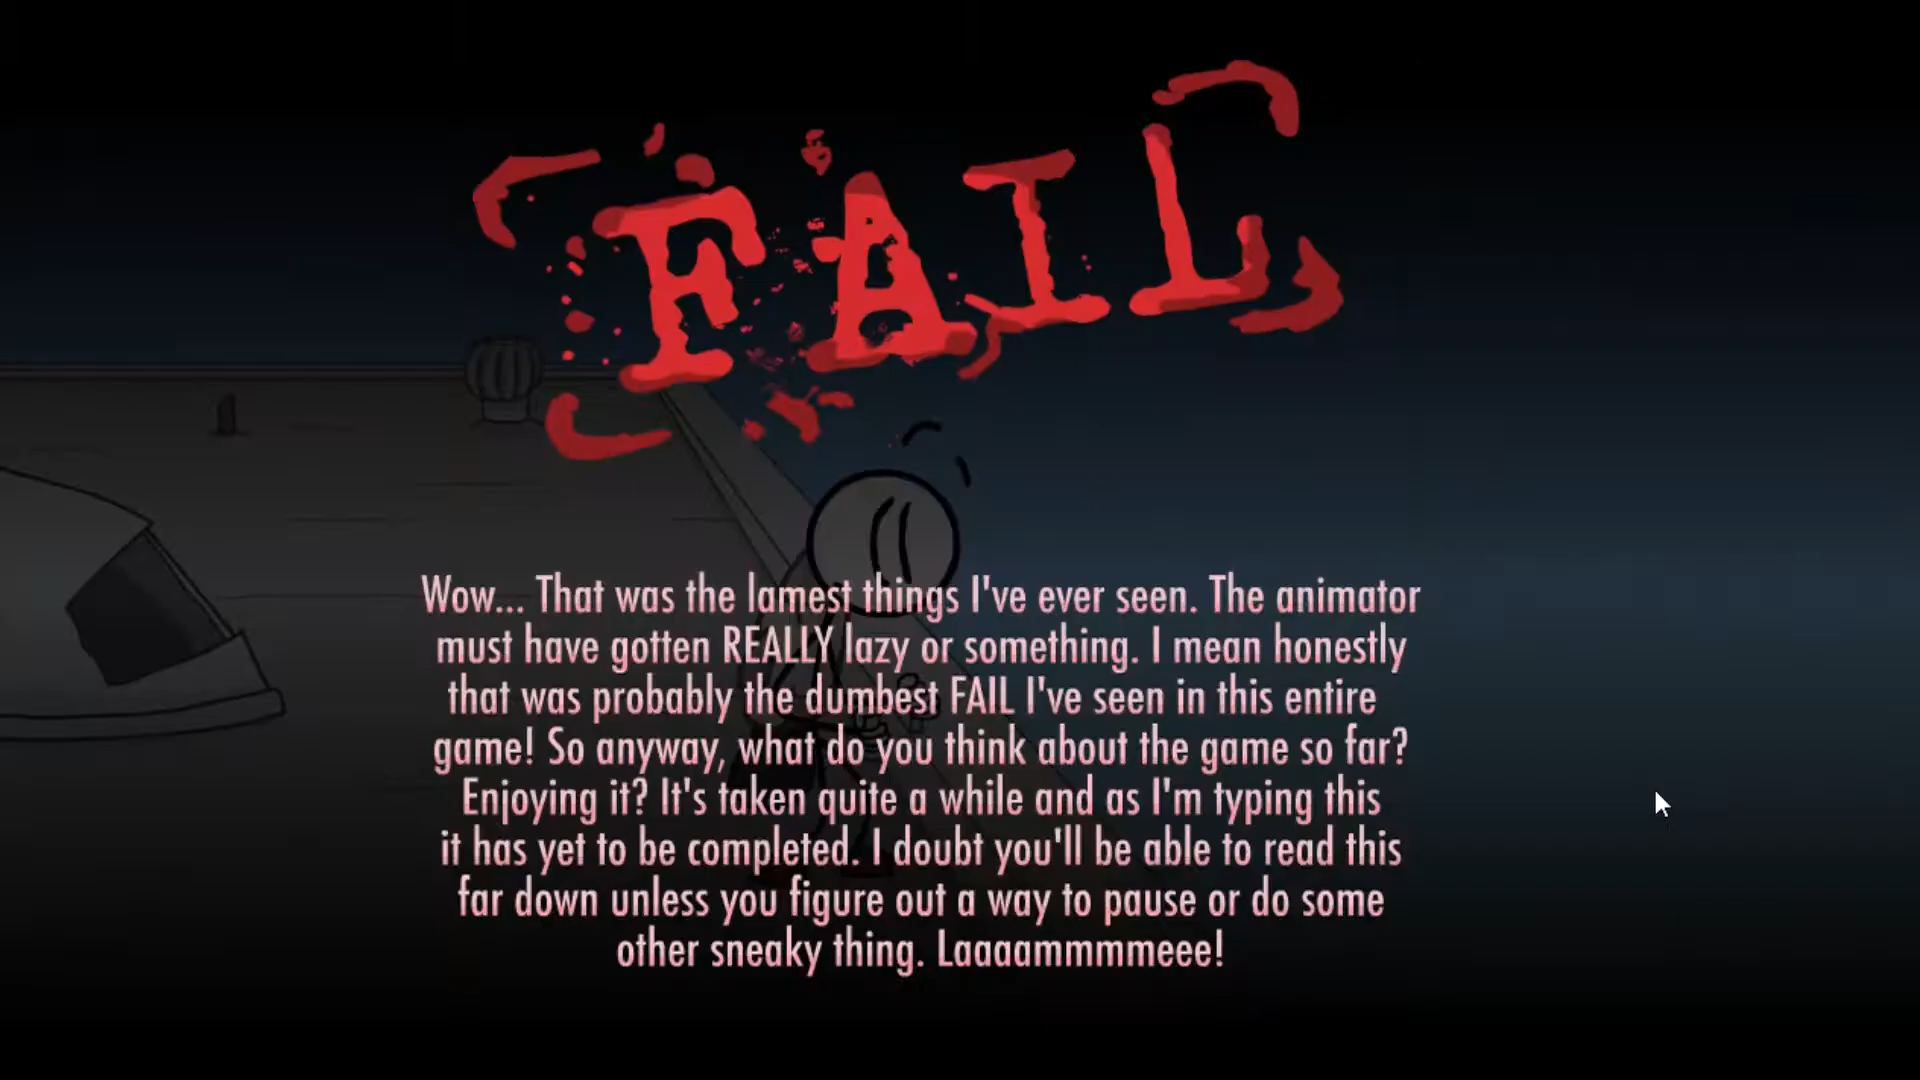 FAIL
Wow... That was the lamest things I've ever seen. The animator
must have gotten REALLY lazy or something. I mean honestly
that was probably the dumbest FAIL I've seen in this entire
game! So anyway, what do you think about the game so far?
Enjoying it? It's taken quite a while and as I'm typing this
it has yet to be completed. I doubt you'll be able to read this
far down unless you figure out a way to pause or do some
other sneaky thing. Laaaammmmeee!